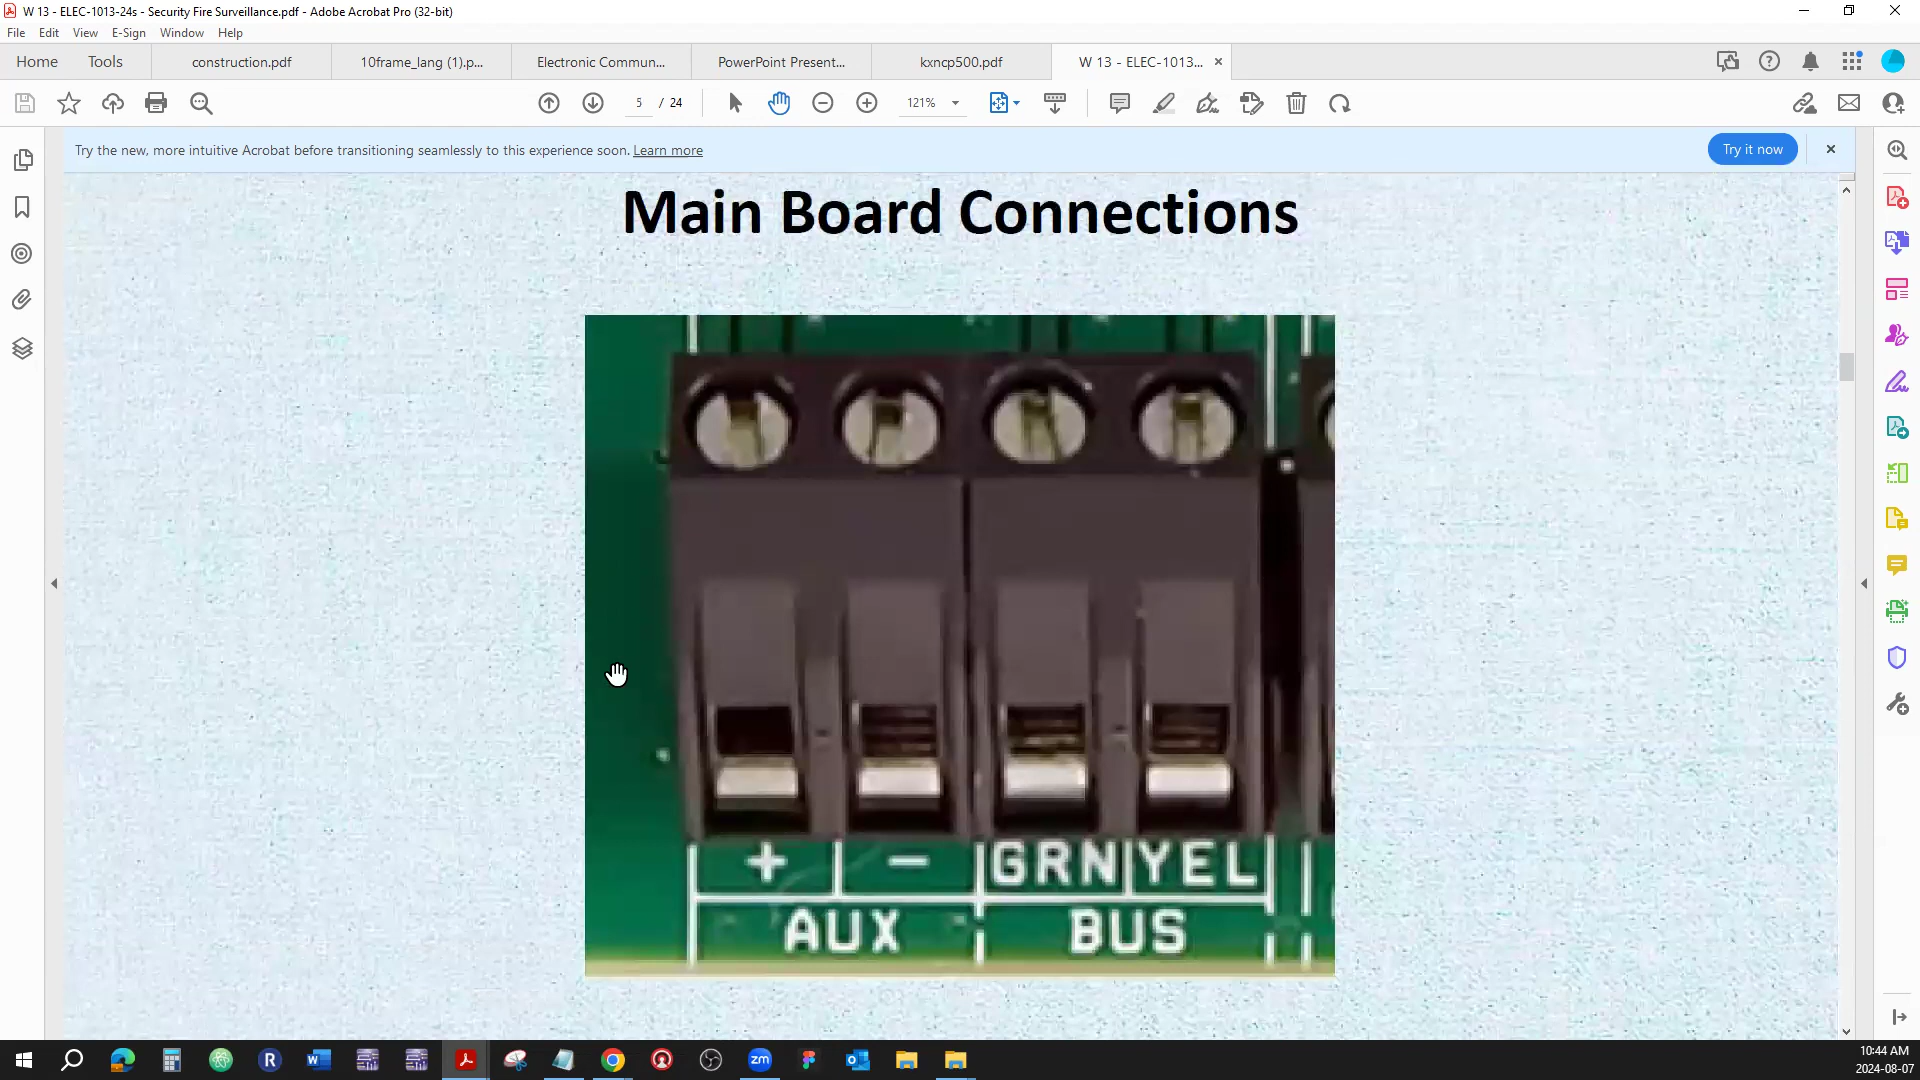 W 13 - ELEC-1013-24s - Security Fire Surveillance.pdf - Adobe Acrobat Pro (32-bit)
File Edit View E-Sign Window Help
Home Tools construction.pdf 10frame_lang (1).p... Electronic Commun... PowerPoint Present... kxncp500.pdf W 13 - ELEC-1013...
5 / 24 121%
Try the new, more intuitive Acrobat before transitioning seamlessly to this experience soon. Learn more Try it now
Main Board Connections
+ - GRN YEL
AUX BUS
R zm
10:44 AM
2024-08-07